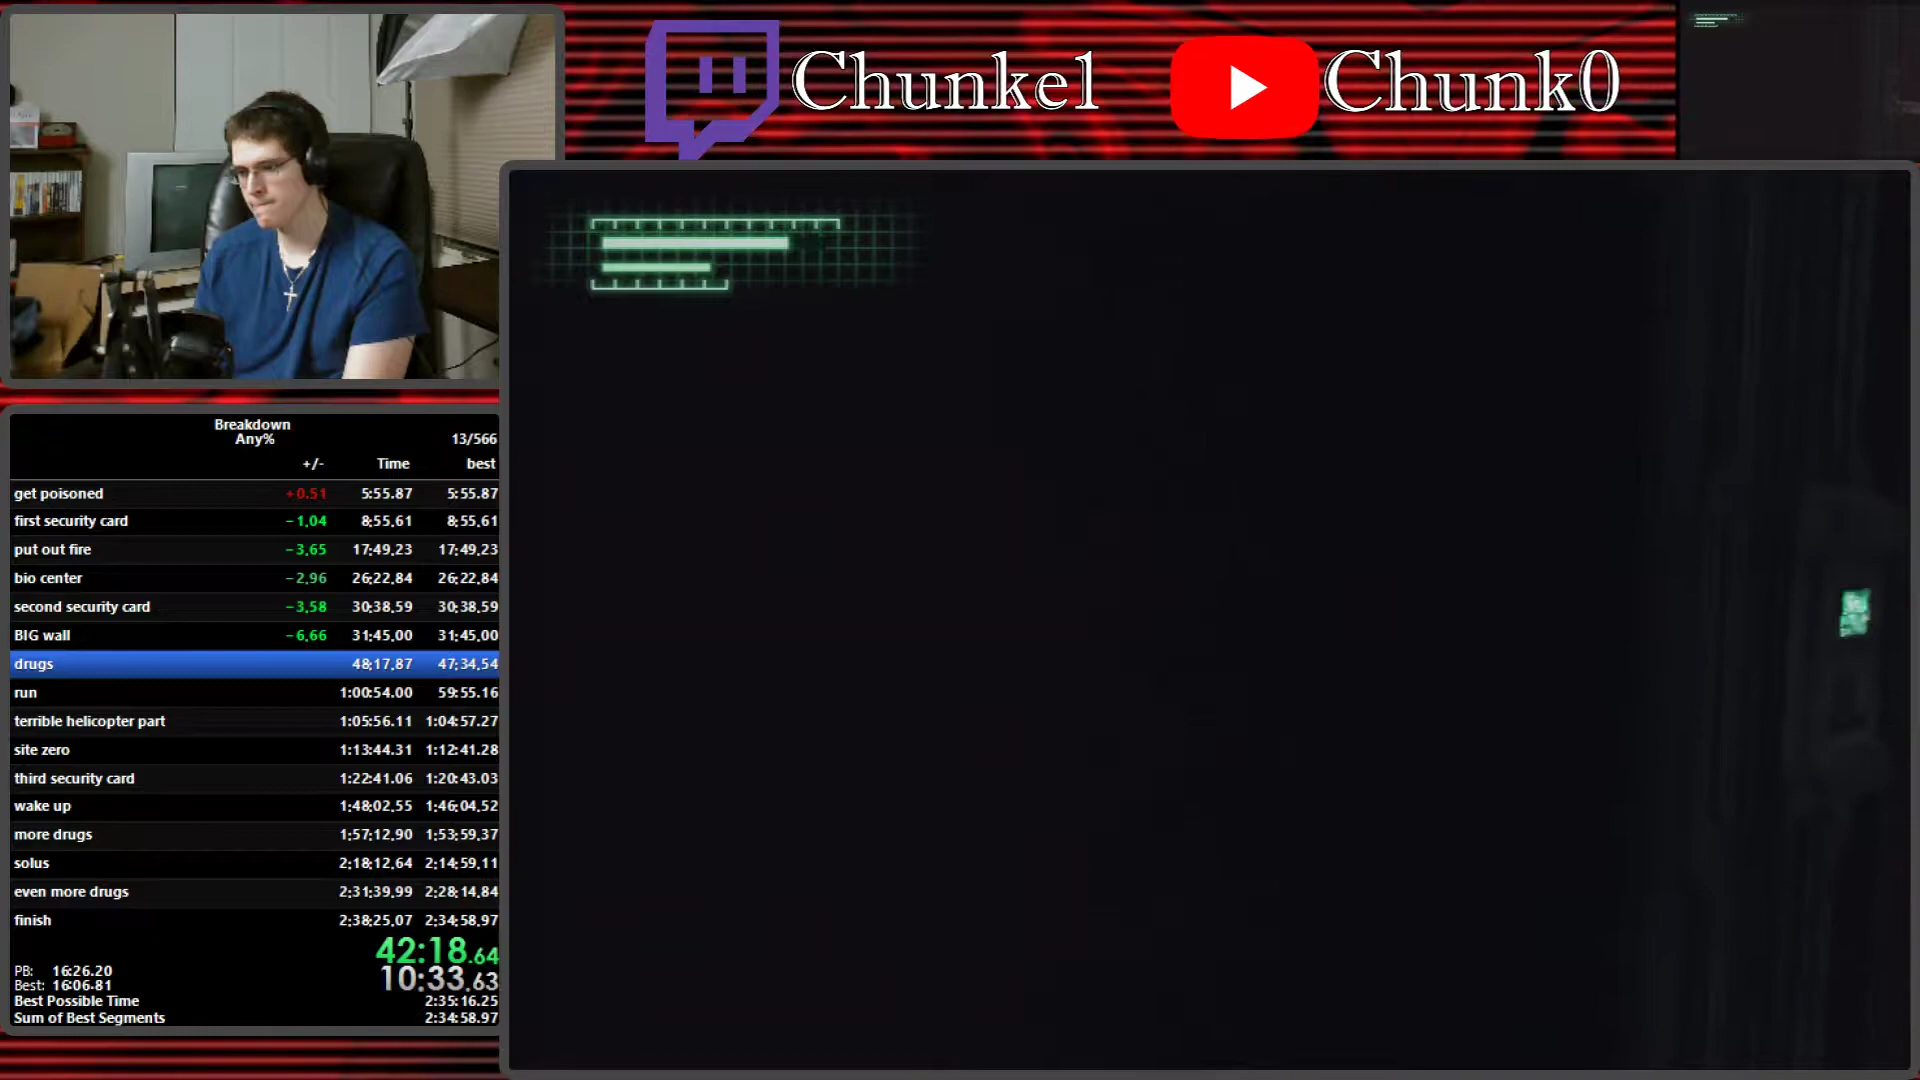 Chunke1
Chunk0
Breakdown
Any%
13/566
+/- Time best
get poisoned +0.51 5:55.87 5:55.87
first security card −1.04 8:55.61 8:55.61
put out fire −3.65 17:49.23 17:49.23
bio center −2.96 26:22.84 26:22.84
second security card −3.58 30:38.59 30:38.59
BIG wall −6.66 31:45.00 31:45.00
drugs 48:17.87 47:34.54
run 1:00:54.00 59:55.16
terrible helicopter part 1:05:56.11 1:04:57.27
site zero 1:13:44.31 1:12:41.28
third security card 1:22:41.06 1:20:43.03
wake up 1:48:02.55 1:46:04.52
more drugs 1:57:12.90 1:53:59.37
solus 2:18:12.64 2:14:59.11
even more drugs 2:31:39.99 2:28:14.84
finish 2:38:25.07 2:34:58.97
42:18.64
PB: 16:26.20
10:33.63
Best: 16:06.81
Best Possible Time 2:35:16.25
Sum of Best Segments 2:34:58.97